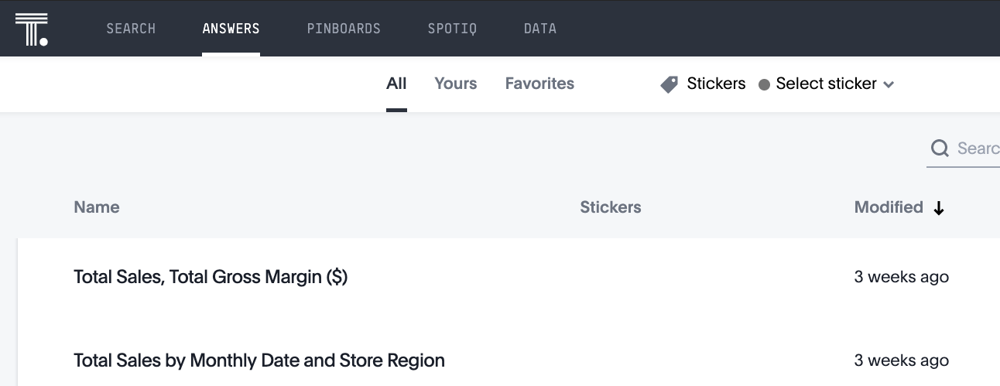 T.
SEARCH ANSWERS PINBOARDS SPOTIQ DATA
All Yours Favorites Stickers Select sticker
Searc
Name Stickers Modified
Total Sales, Total Gross Margin ($) 3 weeks ago
Total Sales by Monthly Date and Store Region 3 weeks ago